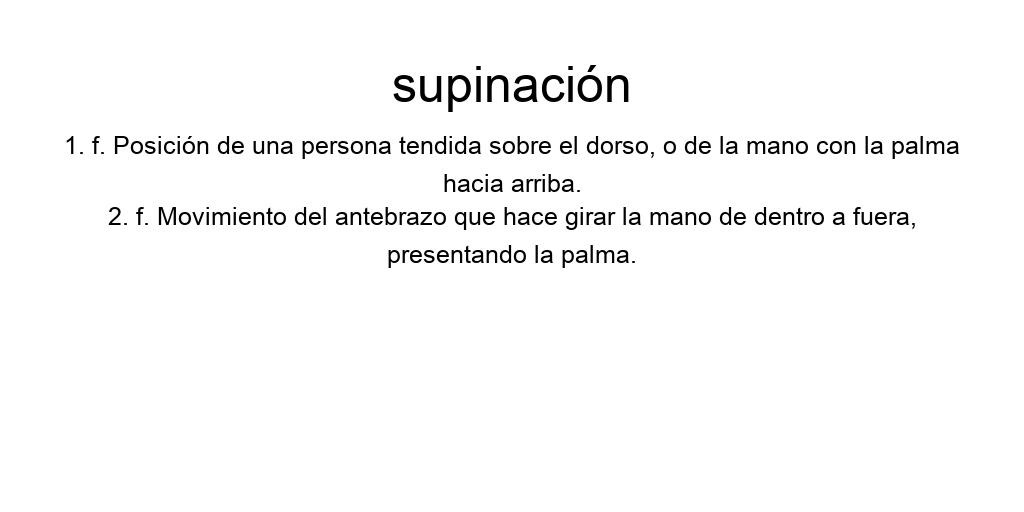 supinación
1. f. Posición de una persona tendida sobre el dorso, o de la mano con la palma
hacia arriba.
2. f. Movimiento del antebrazo que hace girar la mano de dentro a fuera,
presentando la palma.